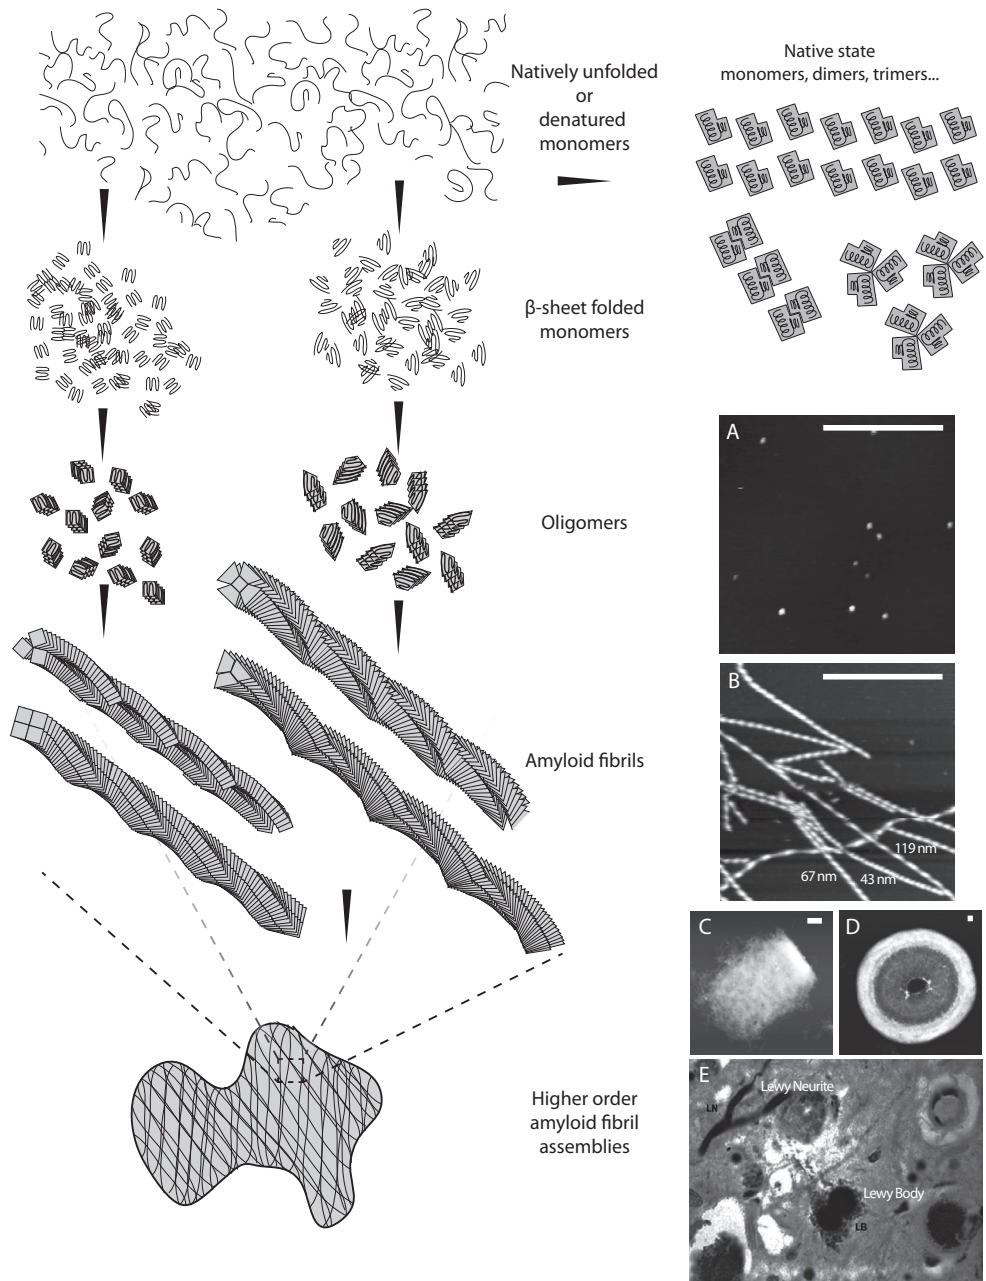 Natively unfolded
or
denatured
monomers
Native state
monomers, dimers, trimers...
β-sheet folded
monomers
Oligomers
Amyloid fibrils
Higher order
amyloid fibril
assemblies
A
B
119 nm
67 nm
43 nm
C
D
E
Lewy Neurite
LN
Lewy Body
LB